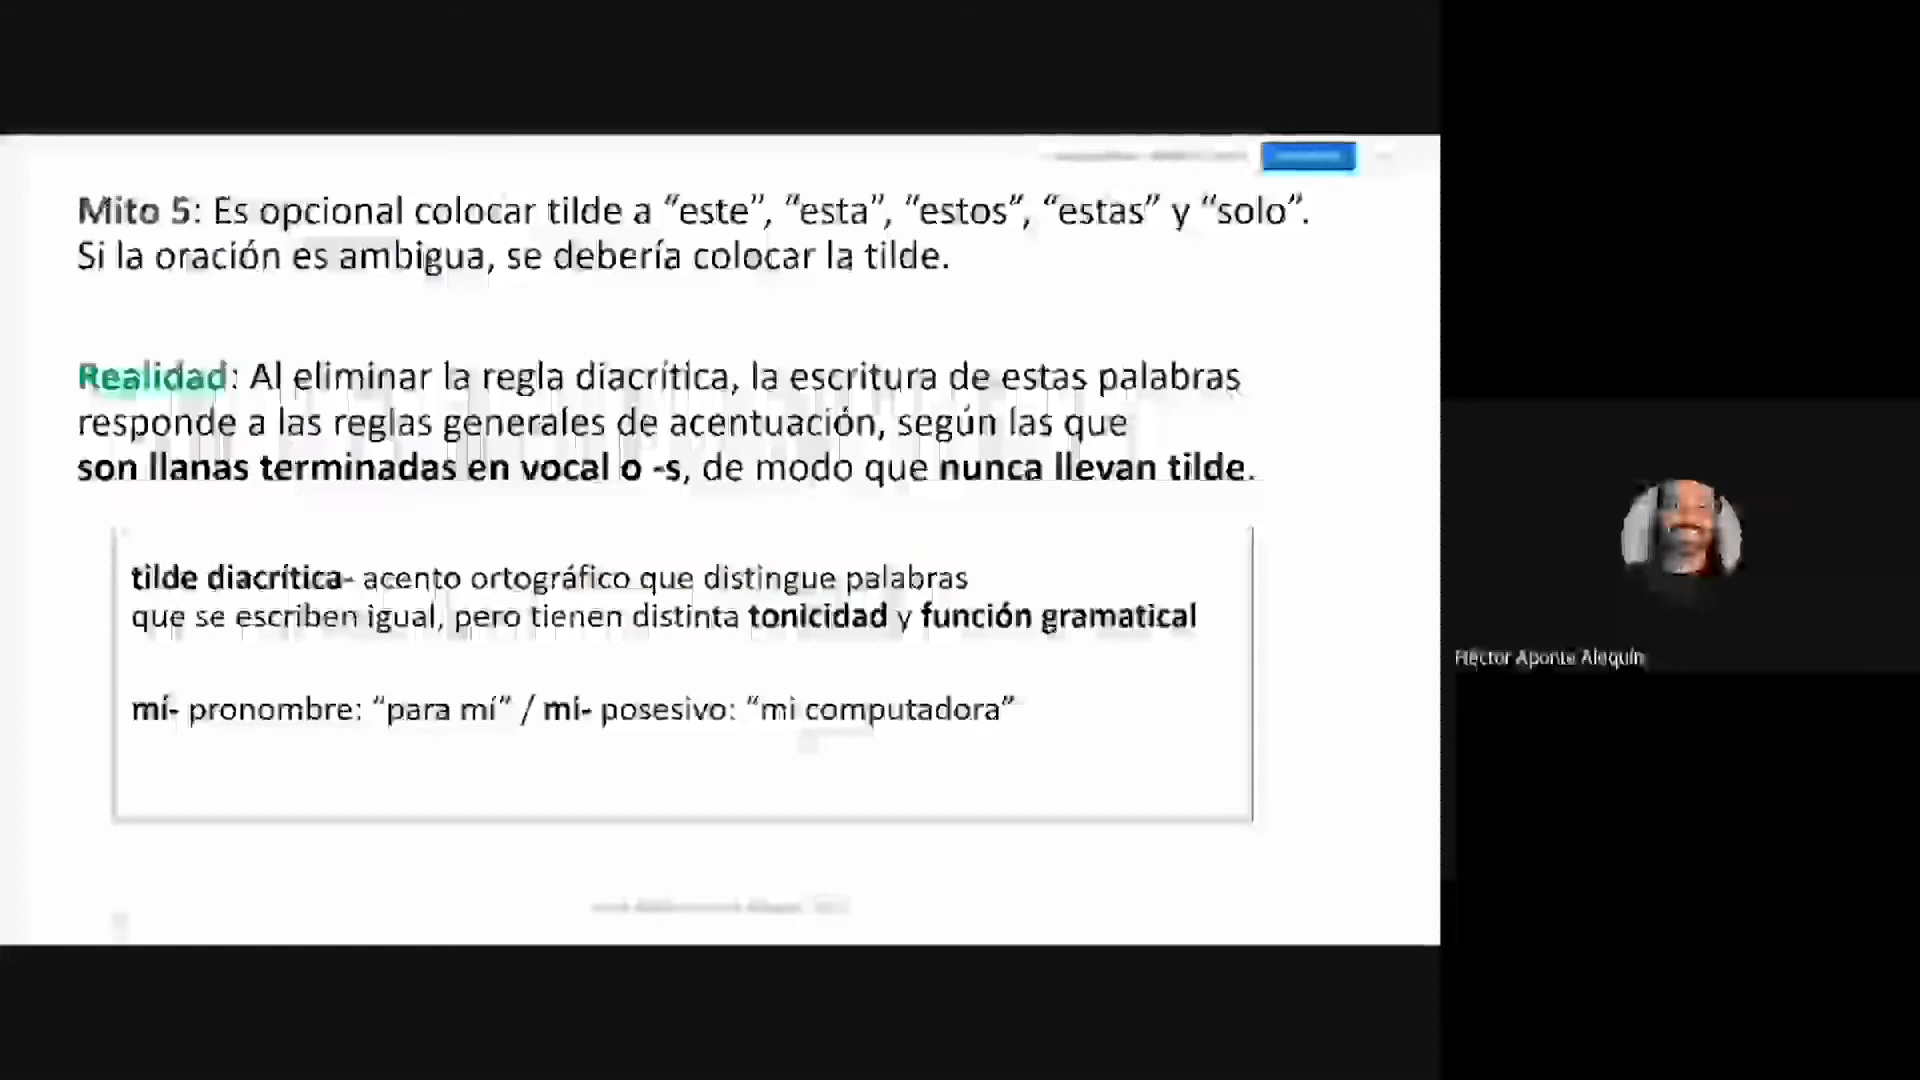 Mito 5: Es opcional colocar tilde a “este”, “esta”, “estos”, “estas” y “solo”.
Si la oración es ambigua, se debería colocar la tilde.
Realidad: Al eliminar la regla diacrítica, la escritura de estas palabras
responde a las reglas generales de acentuación, según las que
son llanas terminadas en vocal o -s, de modo que nunca llevan tilde.
tilde diacrítica- acento ortográfico que distingue palabras
que se escriben igual, pero tienen distinta tonicidad y función gramatical
mí- pronombre: “para mí” / mi- posesivo: “mi computadora”
Héctor Aponte Alequín